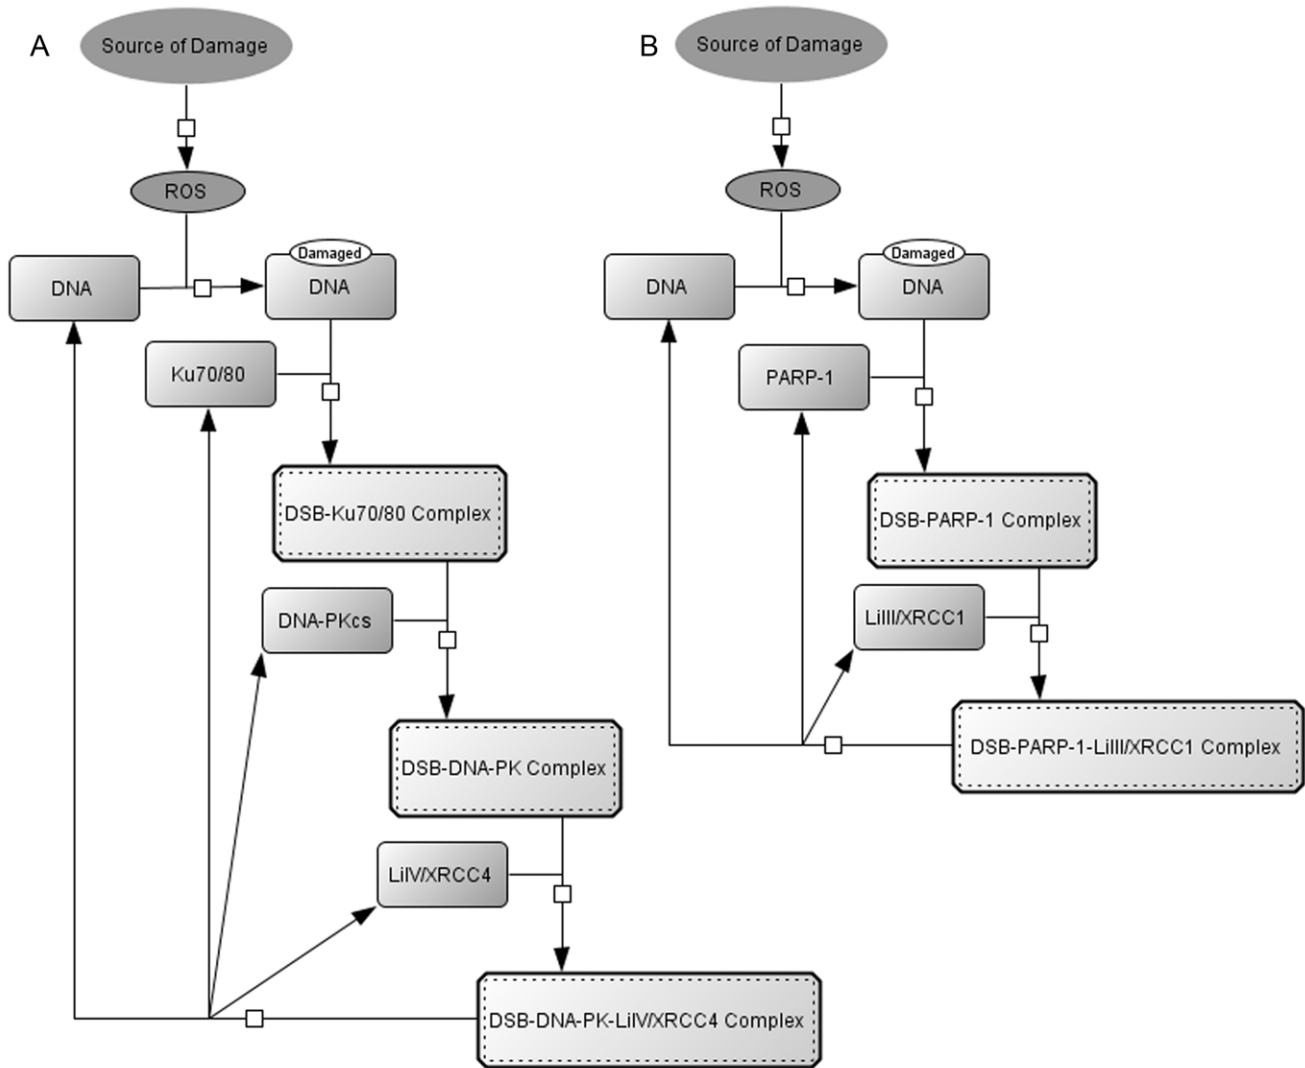 A
Source of Damage
ROS
Damaged
DNA
DNA
Ku70/80
DSB-Ku70/80 Complex
DNA-PKcs
DSB-DNA-PK Complex
LiIV/XRCC4
DSB-DNA-PK-LiIV/XRCC4 Complex
B
Source of Damage
ROS
Damaged
DNA
DNA
PARP-1
DSB-PARP-1 Complex
LiIII/XRCC1
DSB-PARP-1-LiIII/XRCC1 Complex